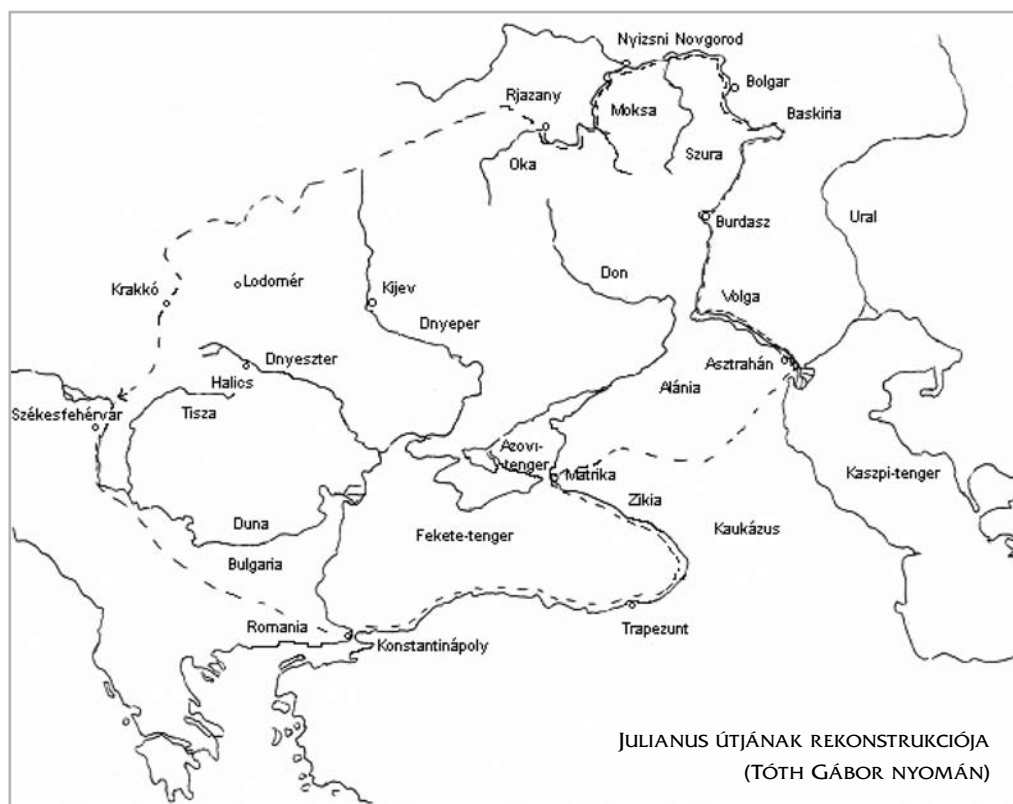 Nyizsni Novgorod
Bolgar
Rjazany
Moksa
Baskiria
Oka
Szura
Burdasz
Ural
Don
Lodomér
Krakkó
Kijev
Volga
Dnyeper
Dnyeszter
Asztrahán
Halics
Alánia
Székesfehérvár
Tisza
Azovi-
tenger
Matrika
Kaszpi-tenger
Zikia
Duna
Fekete-tenger
Kaukázus
Bulgaria
Romania
Trapezunt
Konstantinápoly
JULIANUS ÚTJÁNAK REKONSTRUKCIÓJA
(TÓTH GÁBOR NYOMÁN)